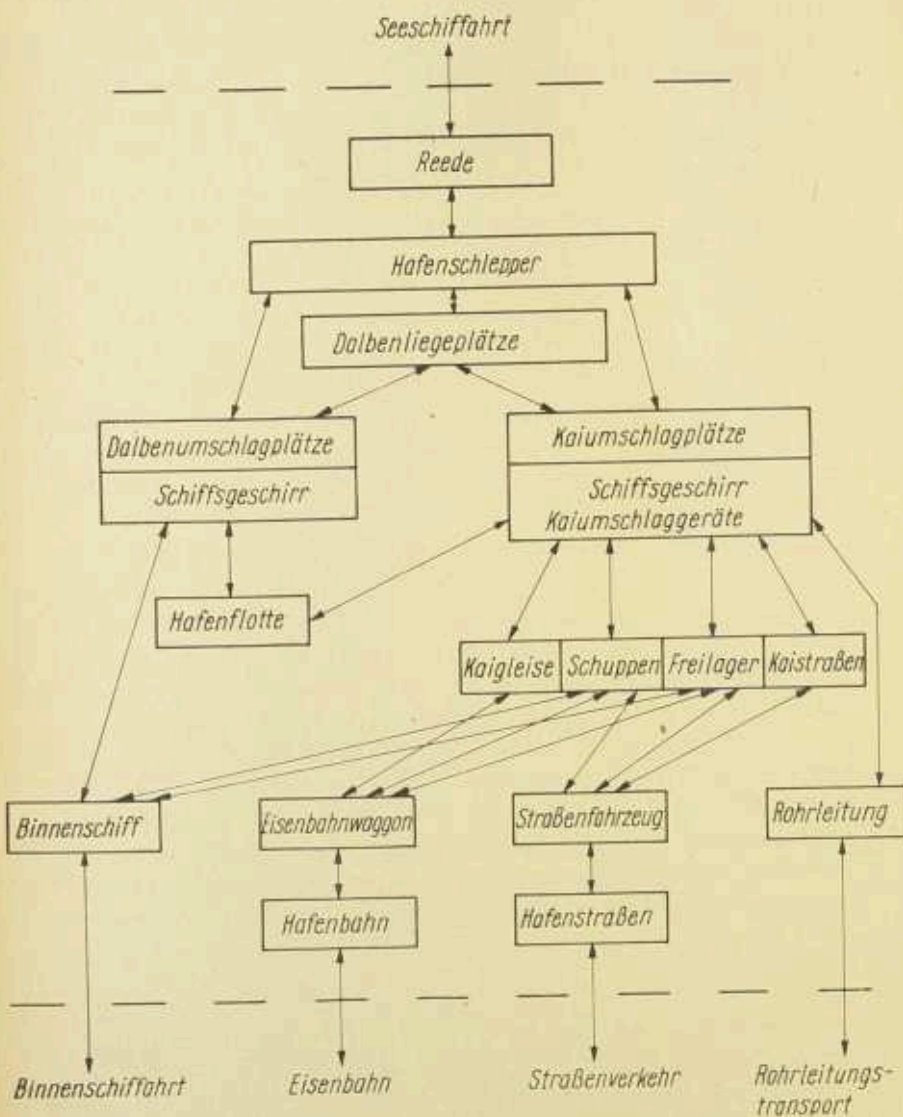 Seeschiffahrt
Reede
Hafenschlepper
Dalbenliegeplätze
Dalbenumschlagplätze
Schiffsgeschirr
Kaiumschlagplätze
Schiffsgeschirr
Kaiumschlaggeräte
Hafenflotte
Kaigleise
Schuppen
Freilager
Kaistraßen
Binnenschiff
Eisenbahnwaggon
Straßenfahrzeug
Rohrleitung
Hafenbahn
Hafenstraßen
Binnenschiffahrt
Eisenbahn
Straßenverkehr
Rohrleitungs-
transport